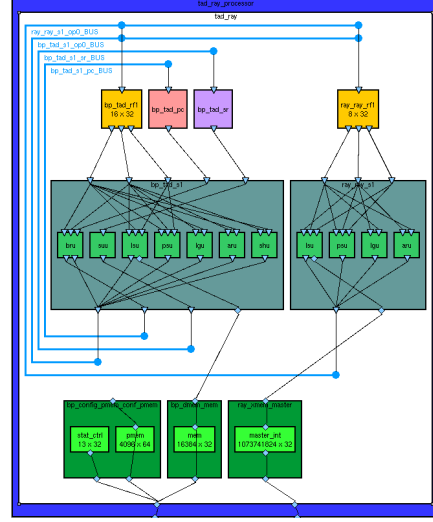 tad_ray_processor
tad_ray
ray_ray_s1_op0_BUS
bp_tad_s1_op0_BUS
bp_tad_s1_sr_BUS
bp_tad_s1_pc_BUS
bp_tad_rf1
16 x 32
bp_tad_pc
bp_tad_sr
ray_ray_rf1
8 x 32
bp_tad_s1
ray_ray_s1
bru
suu
lsu
psu
lgu
aru
shu
lsu
psu
lgu
aru
bp_dmem_mem
ray_xmem_master
stat_ctrl
13 x 32
pmem
4096 x 64
mem
16384 x 32
master_int
1073741824 x 32